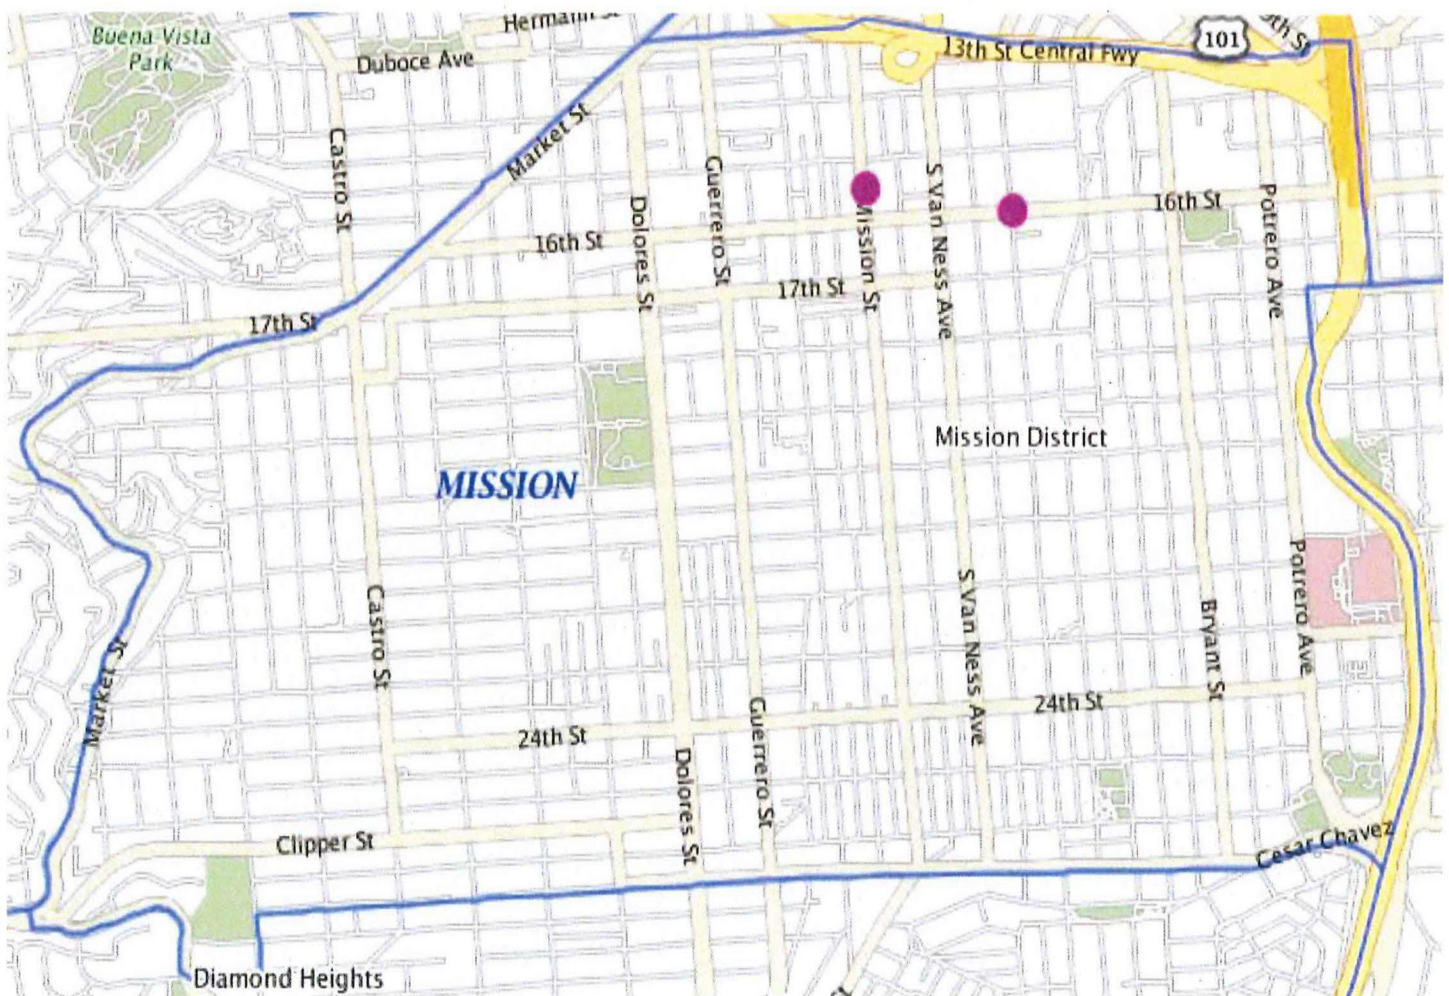 Hermann St
Buena Vista
Park
Duboce Ave
101
13th St Central Fwy
Castro St
Market St
Guerrero St
Dolores St
16th St
Mission St
S Van Ness Ave
16th St
Potrero Ave
17th St
17th St
Mission District
MISSION
Castro St
Market St
S Van Ness Ave
Bryant St
Potrero Ave
24th St
24th St
Guerrero St
Dolores St
Clipper St
Cesar Chavez
Diamond Heights